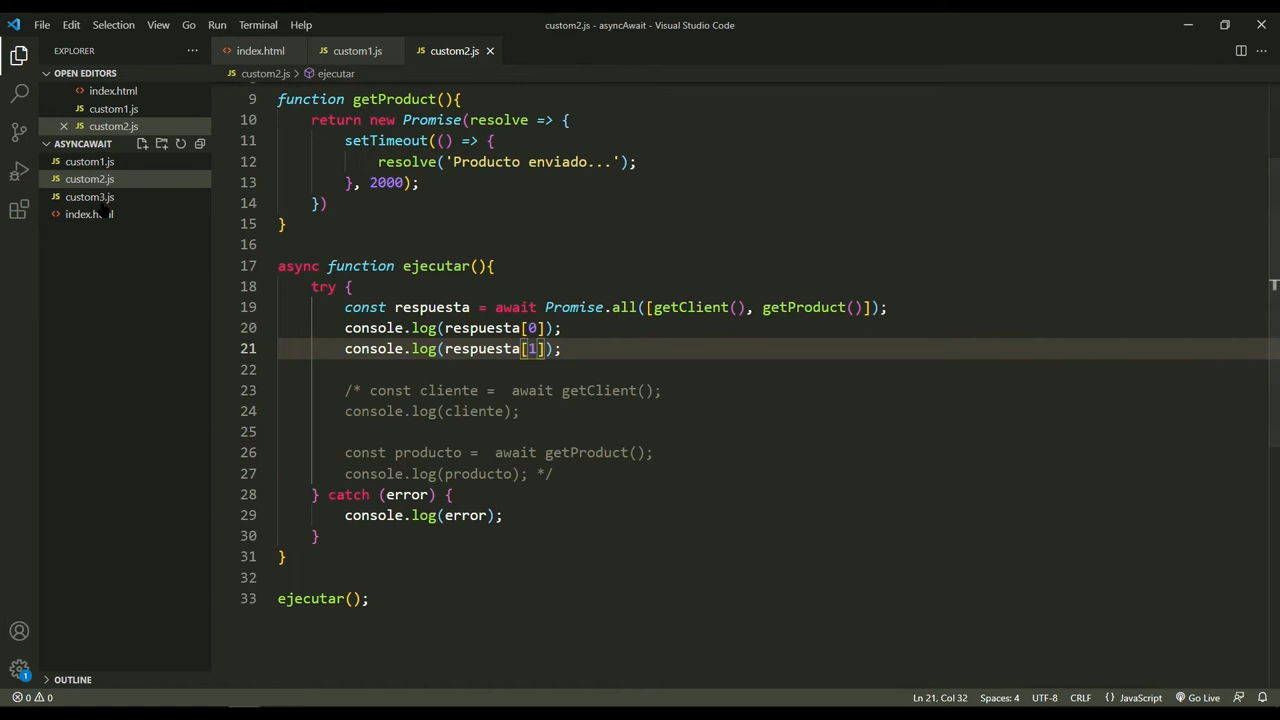 File Edit Selection View Go Run Terminal Help
custom2.js - asyncAwait - Visual Studio Code
EXPLORER
OPEN EDITORS
index.html
custom1.js
custom2.js
ASYNCAWAIT
custom1.js
custom2.js
custom3.js
index.html
OUTLINE
index.html custom1.js custom2.js
custom2.js > ejecutar
9 function getProduct(){
10 return new Promise(resolve => {
11 setTimeout(() => {
12 resolve('Producto enviado...');
13 }, 2000);
14 })
15 }
16
17 async function ejecutar(){
18 try {
19 const respuesta = await Promise.all([getClient(), getProduct()]);
20 console.log(respuesta[0]);
21 console.log(respuesta[1]);
22
23 /* const cliente =  await getClient();
24 console.log(cliente);
25
26 const producto =  await getProduct();
27 console.log(producto); */
28 } catch (error) {
29 console.log(error);
30 }
31 }
32
33 ejecutar();
0 0 Ln 21, Col 32 Spaces: 4 UTF-8 CRLF {} JavaScript Go Live